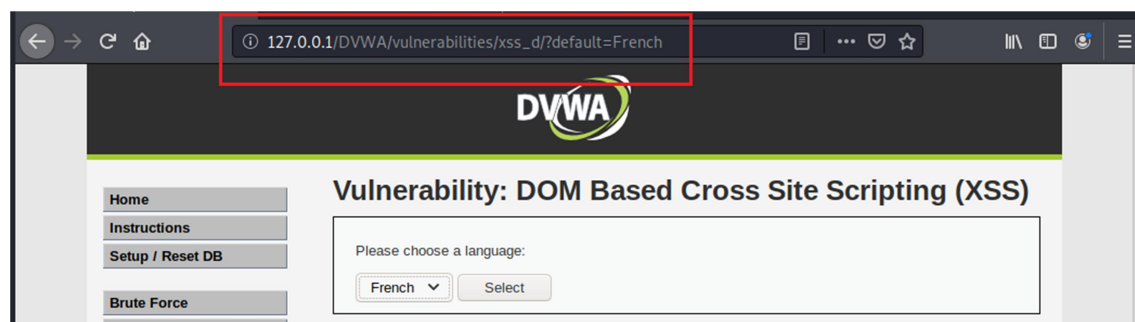 127.0.0.1/DVWA/vulnerabilities/xss_d/?default=French
DVWA
Vulnerability: DOM Based Cross Site Scripting (XSS)
Home
Instructions
Setup / Reset DB
Brute Force
Please choose a language:
French
Select